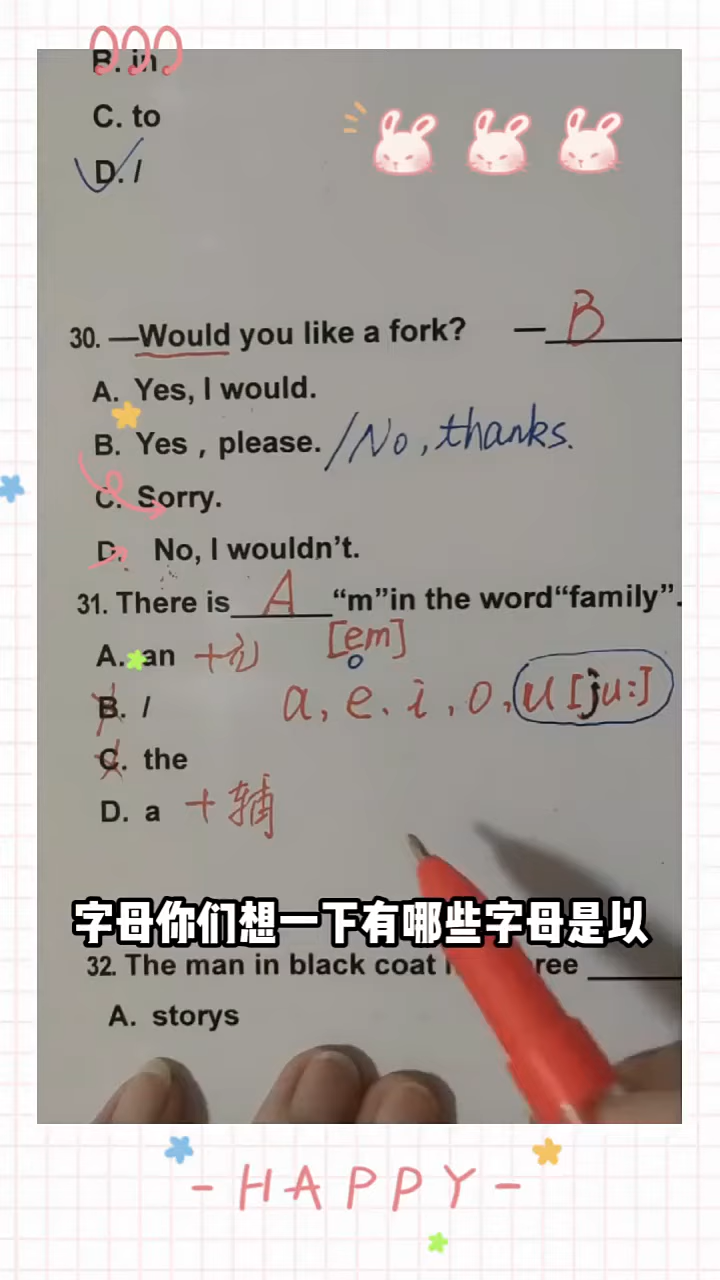 B. in
C. to
D. /
30. —Would you like a fork? — B
A. Yes, I would.
B. Yes , please. /No, thanks.
C. Sorry.
D. No, I wouldn't.
31. There is A “m”in the word“family”.
A. an +元 [em]
B. / a, e, i, o, u [ju:]
C. the
D. a +辅
字母你们想一下有哪些字母是以
32. The man in black coat ree
A. storys
- HAPPY -